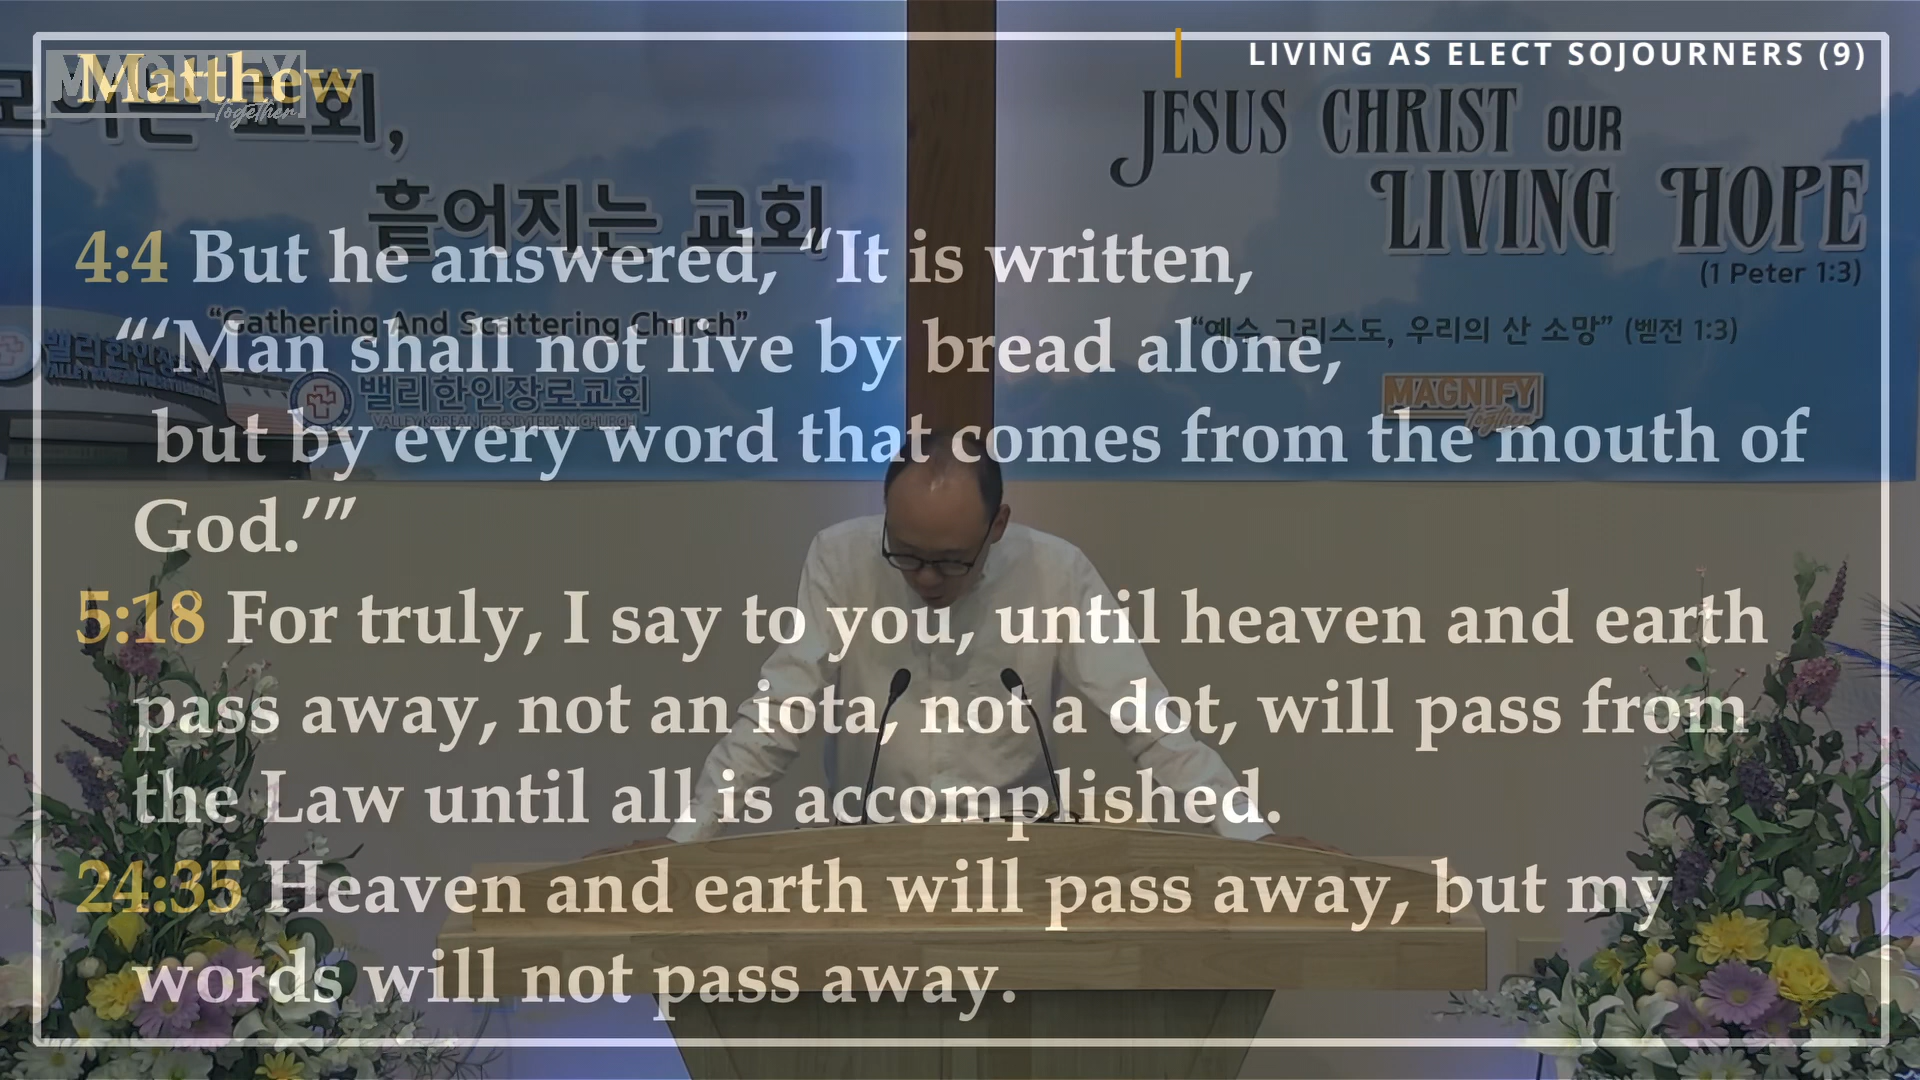 LIVING AS ELECT SOJOURNERS (9)
MAGNIFY
together
Matthew
교회,
흩어지는 교회
“Gathering And Scattering Church”
밸리한인장로교회
VALLEY KOREAN PRESBYTERIAN CHURCH
JESUS CHRIST OUR
LIVING HOPE
(1 Peter 1:3)
“예수 그리스도, 우리의 산 소망” (벧전 1:3)
MAGNIFY
together
4:4 But he answered, “It is written,
“‘Man shall not live by bread alone,
but by every word that comes from the mouth of
God.’”
5:18 For truly, I say to you, until heaven and earth
pass away, not an iota, not a dot, will pass from
the Law until all is accomplished.
24:35 Heaven and earth will pass away, but my
words will not pass away.